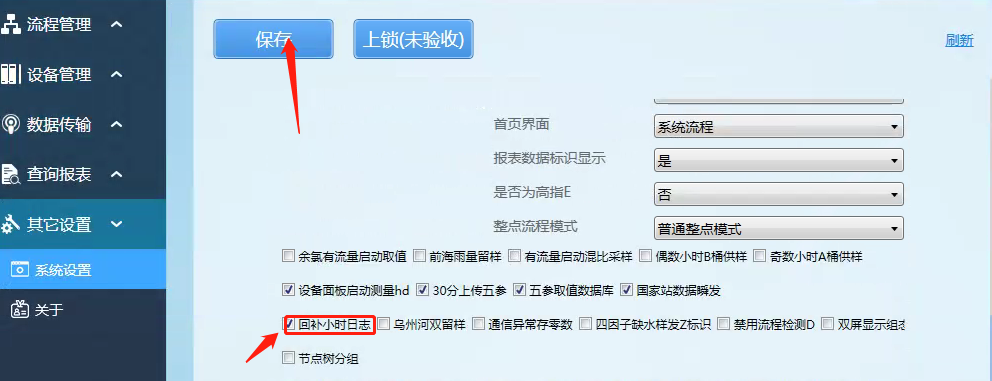 流程管理
设备管理
数据传输
查询报表
其它设置
系统设置
关于
保存
上锁(未验收)
刷新
首页界面 系统流程
报表数据标识显示 是
是否为高指E 否
整点流程模式 普通整点模式
余氯有流量启动取值 前海雨量留样 有流量启动混比采样 偶数小时B桶供样 奇数小时A桶供样
设备面板启动测量hd 30分上传五参 五参取值数据库 国家站数据瞬发
回补小时日志 乌州河双留样 通信异常存零数 四因子缺水样发Z标识 禁用流程检测D 双屏显示组态
节点树分组